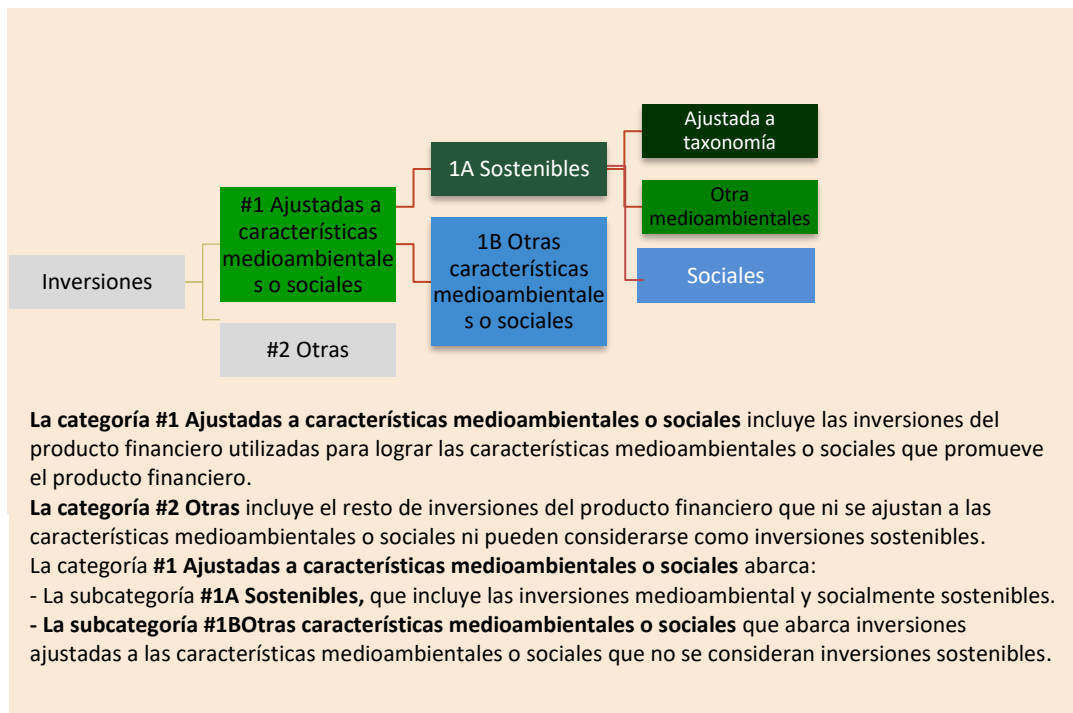 Ajustada a
taxonomía
1A Sostenibles
Otra
medioambientales
#1 Ajustadas a
características
medioambientale
s o sociales
1B Otras
características
medioambientale
s o sociales
Sociales
Inversiones
#2 Otras
La categoría #1 Ajustadas a características medioambientales o sociales incluye las inversiones del
producto financiero utilizadas para lograr las características medioambientales o sociales que promueve
el producto financiero.
La categoría #2 Otras incluye el resto de inversiones del producto financiero que ni se ajustan a las
características medioambientales o sociales ni pueden considerarse como inversiones sostenibles.
La categoría #1 Ajustadas a características medioambientales o sociales abarca:
- La subcategoría #1A Sostenibles, que incluye las inversiones medioambiental y socialmente sostenibles.
- La subcategoría #1BOtras características medioambientales o sociales que abarca inversiones
ajustadas a las características medioambientales o sociales que no se consideran inversiones sostenibles.